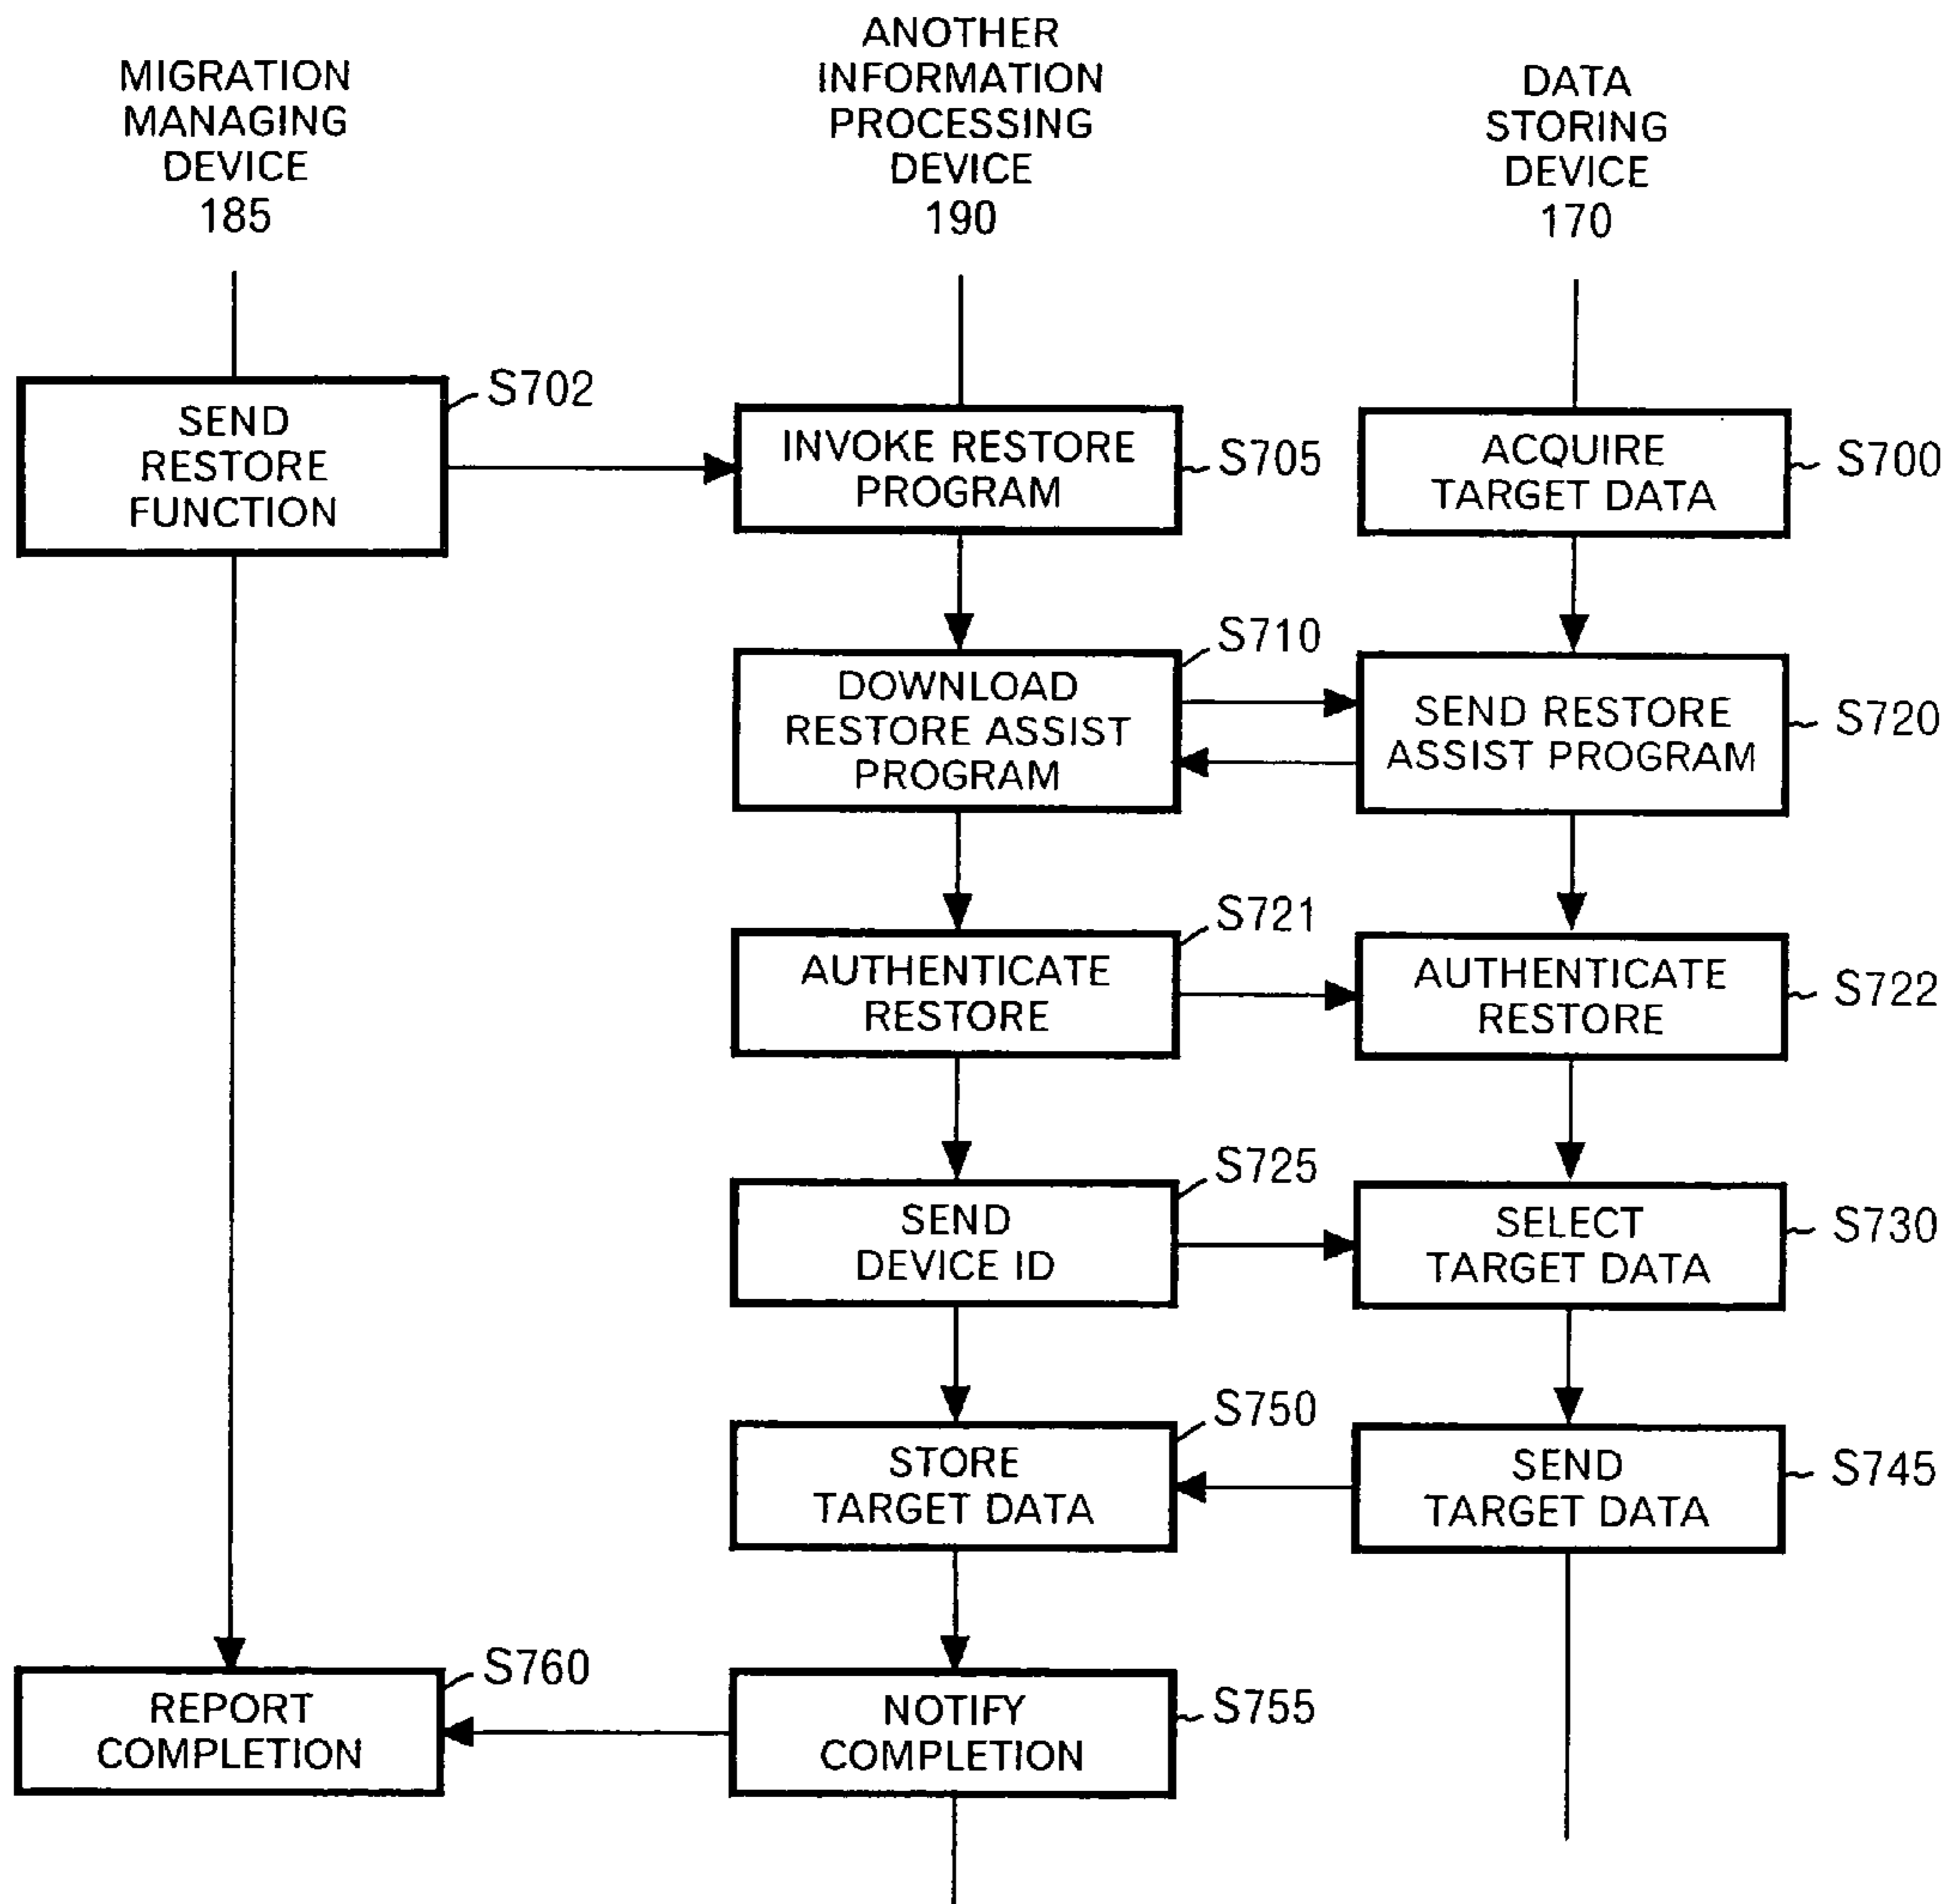 MIGRATION
MANAGING
DEVICE
185
ANOTHER
INFORMATION
PROCESSING
DEVICE
190
DATA
STORING
DEVICE
170
SEND
RESTORE
FUNCTION
S702
INVOKE RESTORE
PROGRAM
S705
ACQUIRE
TARGET DATA
S700
DOWNLOAD
RESTORE ASSIST
PROGRAM
S710
SEND RESTORE
ASSIST PROGRAM
S720
AUTHENTICATE
RESTORE
S721
AUTHENTICATE
RESTORE
S722
SEND
DEVICE ID
S725
SELECT
TARGET DATA
S730
STORE
TARGET DATA
S750
SEND
TARGET DATA
S745
REPORT
COMPLETION
S760
NOTIFY
COMPLETION
S755